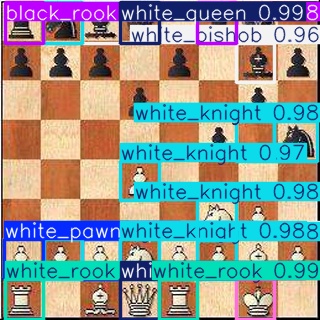 black_rook white_queen 0.998
white_bishob 0.96
white_knight 0.98
white_knight 0.97
white_knight 0.98
white_pawn white_knight 0.988
white_rook whi white_rook 0.99